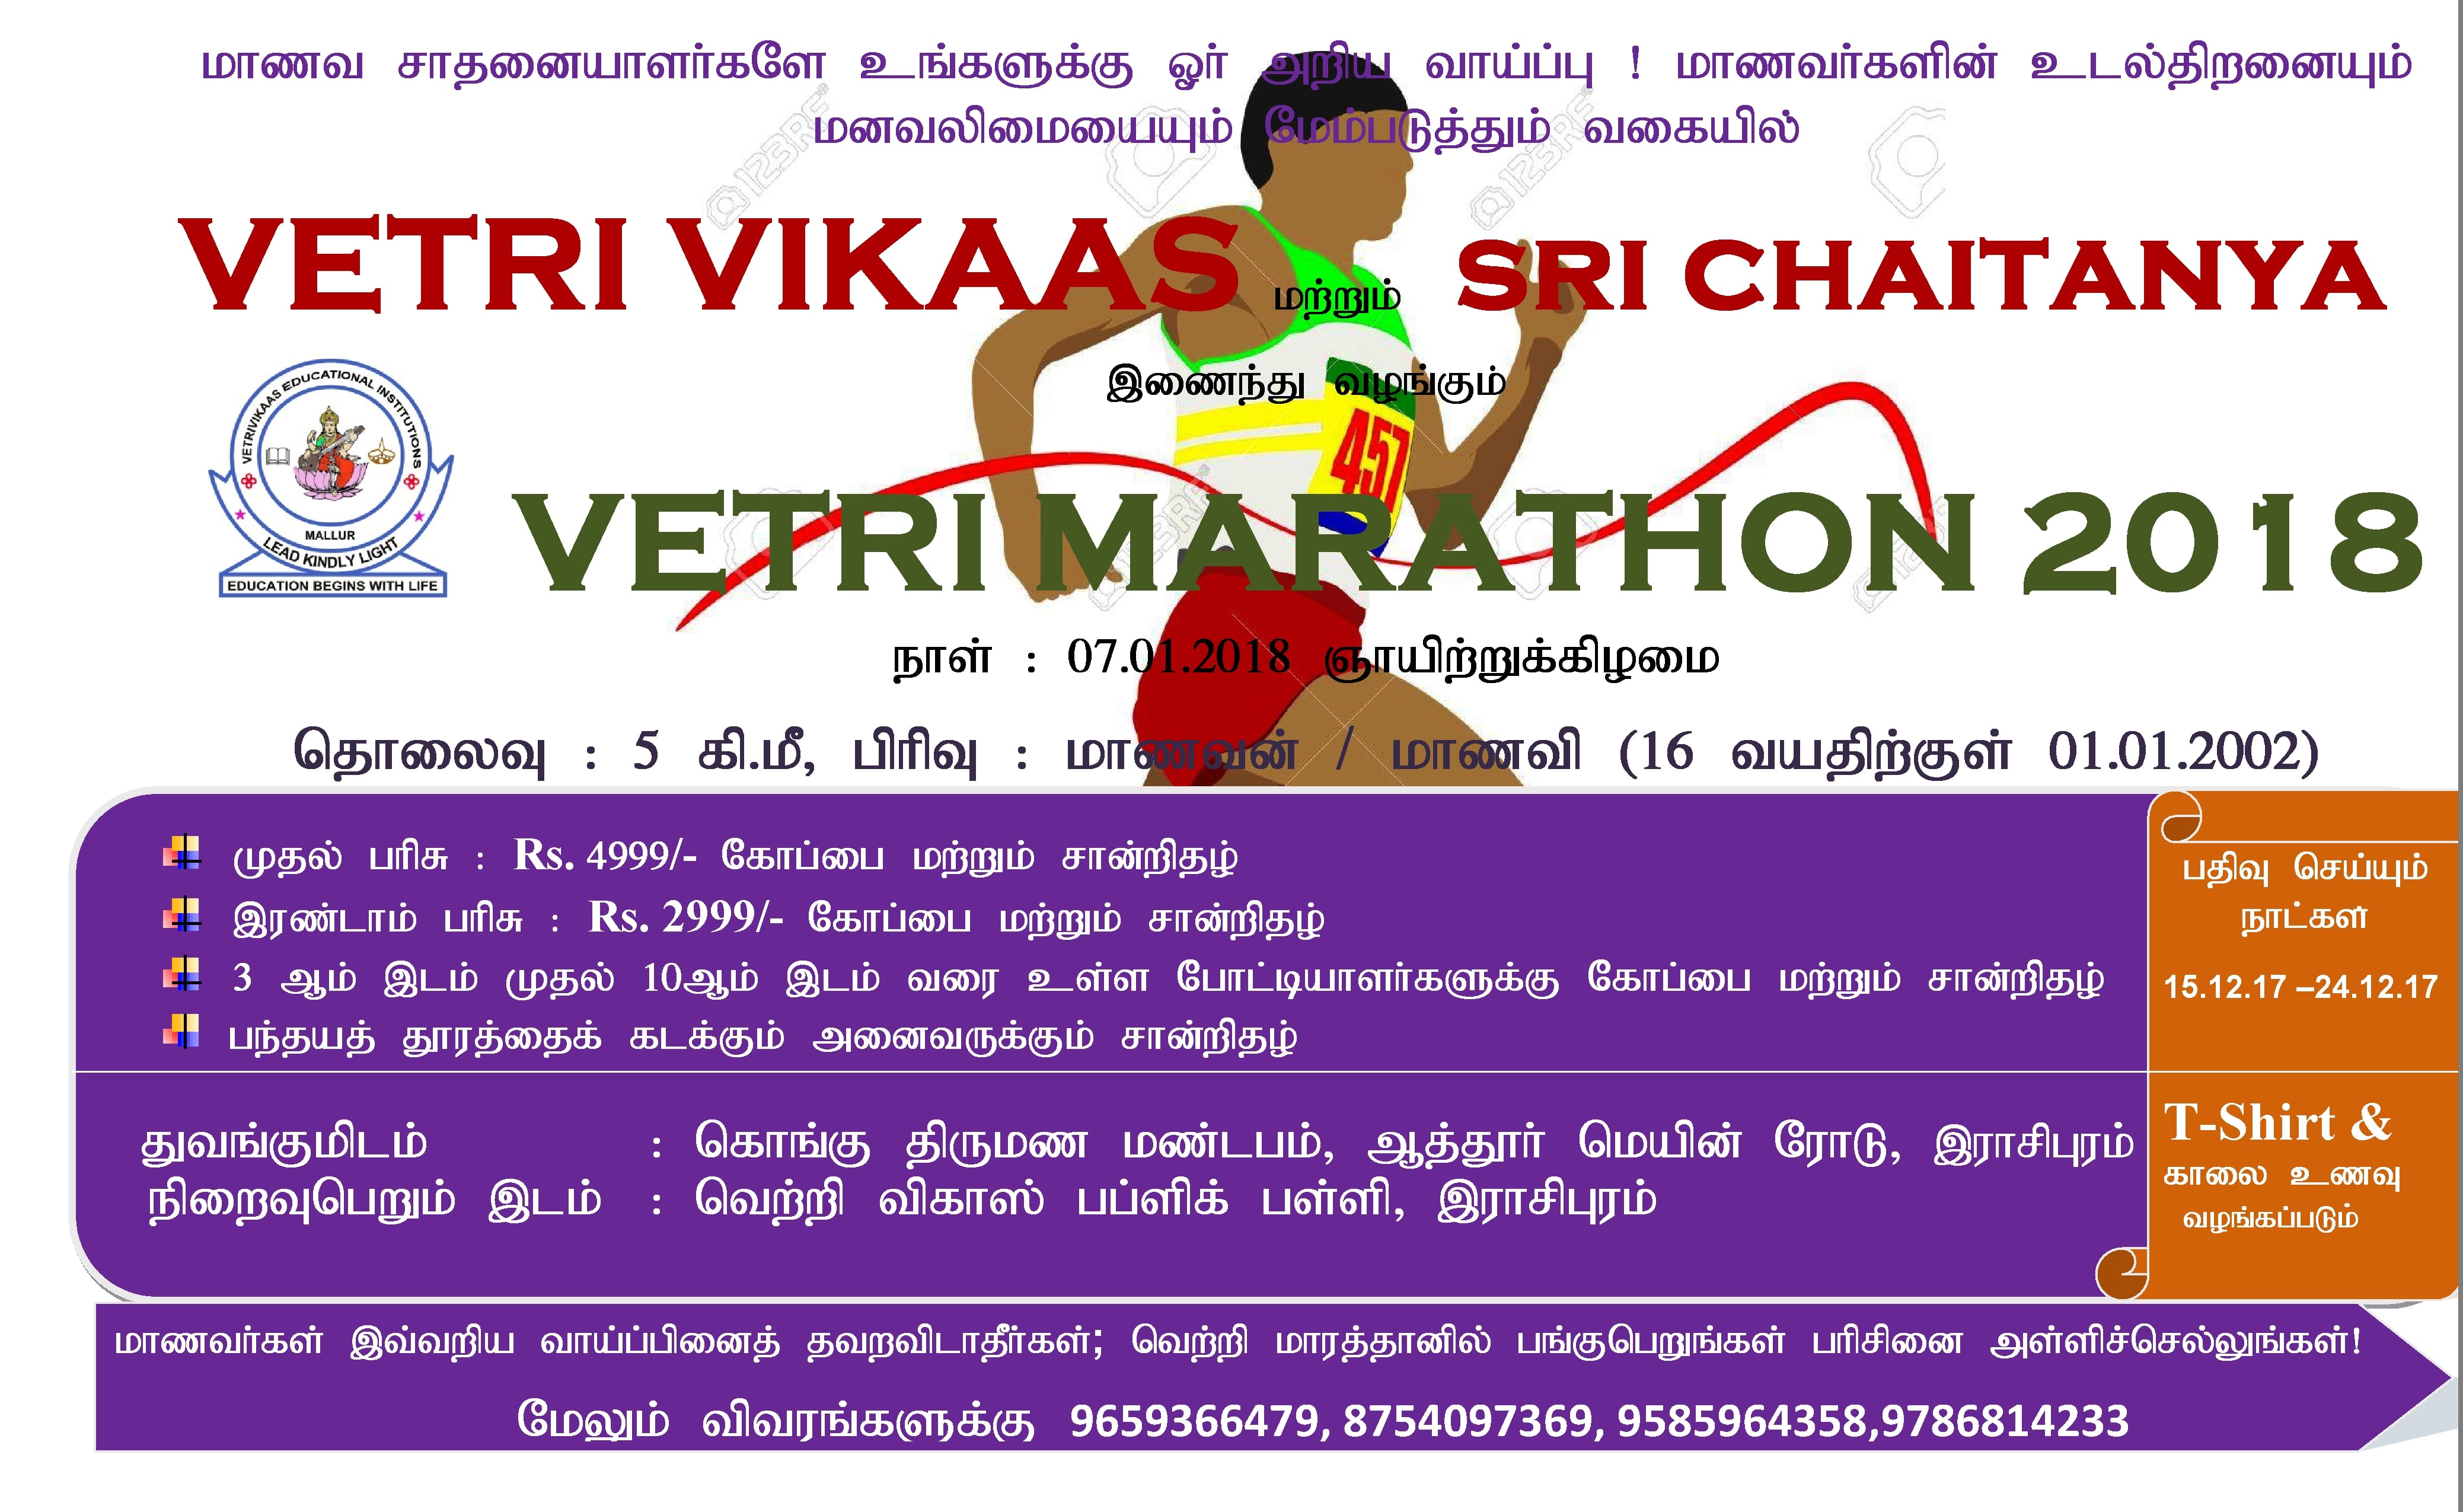 மாணவ சாதனையாளர்களே உங்களுக்கு ஓர் அறிய வாய்ப்பு ! மாணவர்களின் உடல்திறனையும்
மனவலிமையையும் மேம்படுத்தும் வகையில்
VETRI VIKAAS மற்றும் SRI CHAITANYA
இணைந்து வழங்கும்
457
VETRIVIKAAS EDUCATIONAL INSTITUTIONS
MALLUR
LEAD KINDLY LIGHT
EDUCATION BEGINS WITH LIFE
VETRI MARATHON 2018
நாள் : 07.01.2018 ஞாயிற்றுக்கிழமை
தொலைவு : 5 கி.மீ, பிரிவு : மாணவன் / மாணவி (16 வயதிற்குள் 01.01.2002)
முதல் பரிசு : Rs. 4999/- கோப்பை மற்றும் சான்றிதழ்
இரண்டாம் பரிசு : Rs. 2999/- கோப்பை மற்றும் சான்றிதழ்
3 ஆம் இடம் முதல் 10ஆம் இடம் வரை உள்ள போட்டியாளர்களுக்கு கோப்பை மற்றும் சான்றிதழ்
பந்தயத் தூரத்தைக் கடக்கும் அனைவருக்கும் சான்றிதழ்
பதிவு செய்யும்
நாட்கள்
15.12.17 –24.12.17
துவங்குமிடம் : கொங்கு திருமண மண்டபம், ஆத்தூர் மெயின் ரோடு, இராசிபுரம்
நிறைவுபெறும் இடம் : வெற்றி விகாஸ் பப்ளிக் பள்ளி, இராசிபுரம்
T-Shirt &
காலை உணவு
வழங்கப்படும்
மாணவர்கள் இவ்வறிய வாய்ப்பினைத் தவறவிடாதீர்கள்; வெற்றி மாரத்தானில் பங்குபெறுங்கள் பரிசினை அள்ளிச்செல்லுங்கள்!
மேலும் விவரங்களுக்கு 9659366479, 8754097369, 9585964358,9786814233
123RF
123RF
123RF
123RF